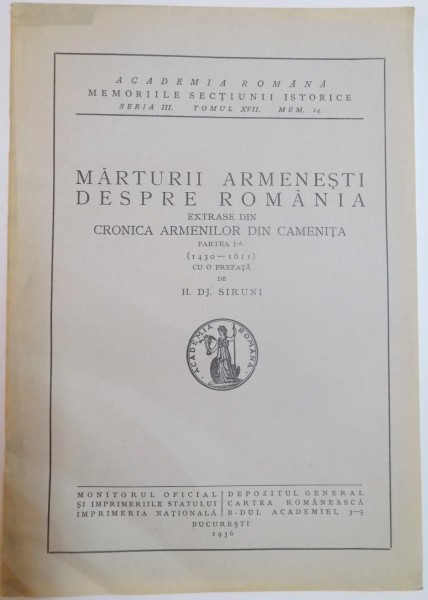 ACADEMIA ROMÂNĂ
MEMORIILE SECȚIUNII ISTORICE
SERIA III. TOMUL XVII. MEM. 14.
MĂRTURII ARMENEȘTI
DESPRE ROMÂNIA
EXTRASE DIN
CRONICA ARMENILOR DIN CAMENIȚA
PARTEA I-A
(1430—1611)
CU O PREFAȚĂ
DE
H. DJ. SIRUNI
· ACADEMIA · ROMÂNĂ ·
MONITORUL OFICIAL
ȘI IMPRIMERIILE STATULUI
IMPRIMERIA NAȚIONALĂ
DEPOZITUL GENERAL
CARTEA ROMÂNEASCĂ
B-DUL ACADEMIEI, 3—5
BUCUREȘTI
1936